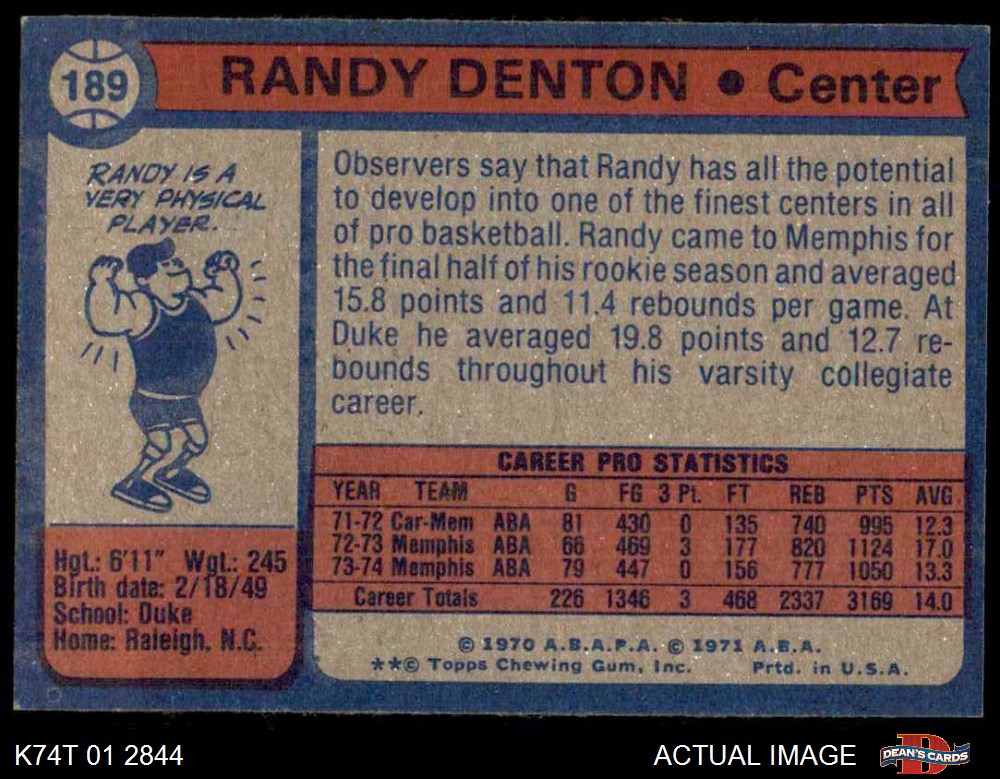 189
RANDY DENTON • Center
RANDY IS A
VERY PHYSICAL
PLAYER.
Observers say that Randy has all the potential
to develop into one of the finest centers in all
of pro basketball. Randy came to Memphis for
the final half of his rookie season and averaged
15.8 points and 11.4 rebounds per game. At
Duke he averaged 19.8 points and 12.7 re-
bounds throughout his varsity collegiate
career.
CAREER PRO STATISTICS
YEAR TEAM G FG 3 Pt. FT REB PTS AVG.
71-72 Car-Mem ABA 81 430 0 135 740 995 12.3
72-73 Memphis ABA 66 469 3 177 820 1124 17.0
73-74 Memphis ABA 79 447 0 156 777 1050 13.3
Career Totals 226 1346 3 468 2337 3169 14.0
Hgt.: 6'11" Wgt.: 245
Birth date: 2/18/49
School: Duke
Home: Raleigh, N.C.
© 1970 A.B.A.P.A. © 1971 A.B.A.
**© Topps Chewing Gum, Inc. Prtd. in U.S.A.
K74T 01 2844
ACTUAL IMAGE
DEAN'S CARDS